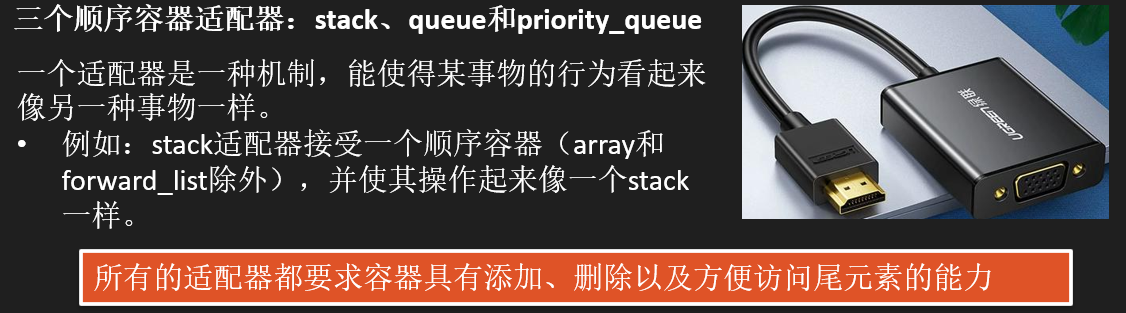 三个顺序容器适配器：stack、queue和priority_queue
一个适配器是一种机制，能使得某事物的行为看起来
像另一种事物一样。
• 例如：stack适配器接受一个顺序容器（array和
forward_list除外），并使其操作起来像一个stack
一样。
所有的适配器都要求容器具有添加、删除以及方便访问尾元素的能力
UGREEN绿联